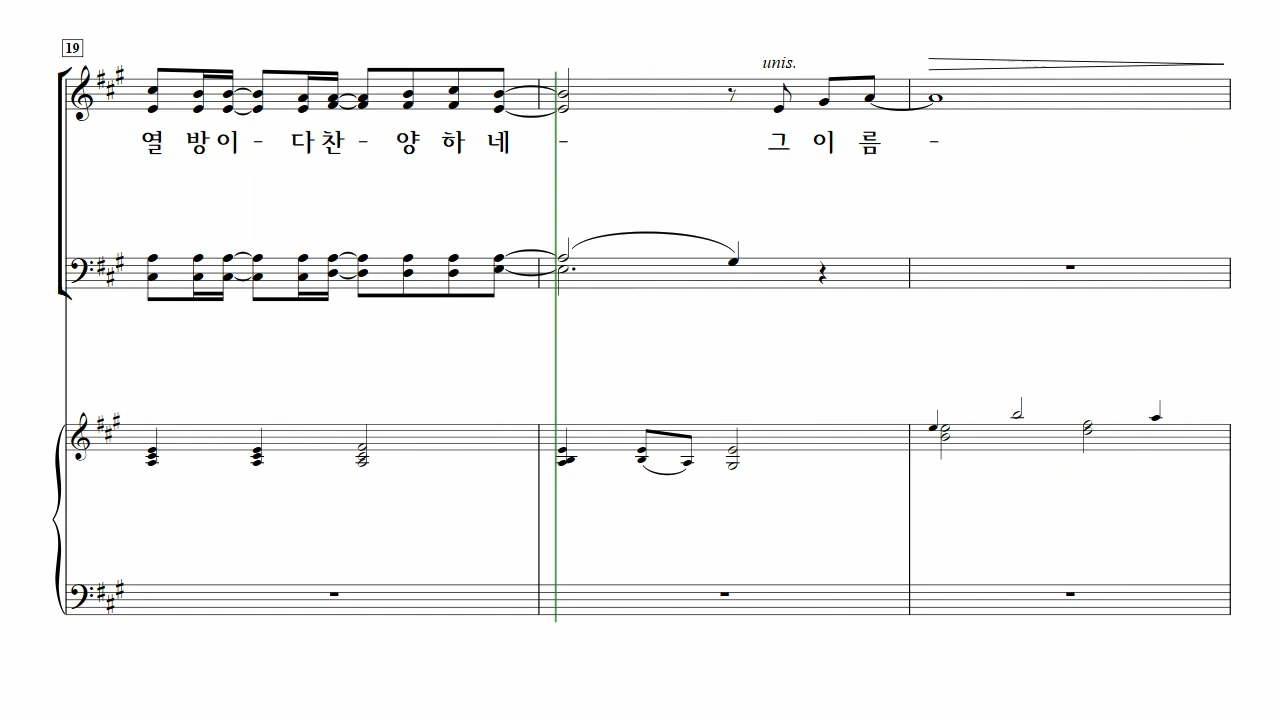 19
unis.
열 방 이 - 다 찬 - 양 하 네 - 그 이 름 -